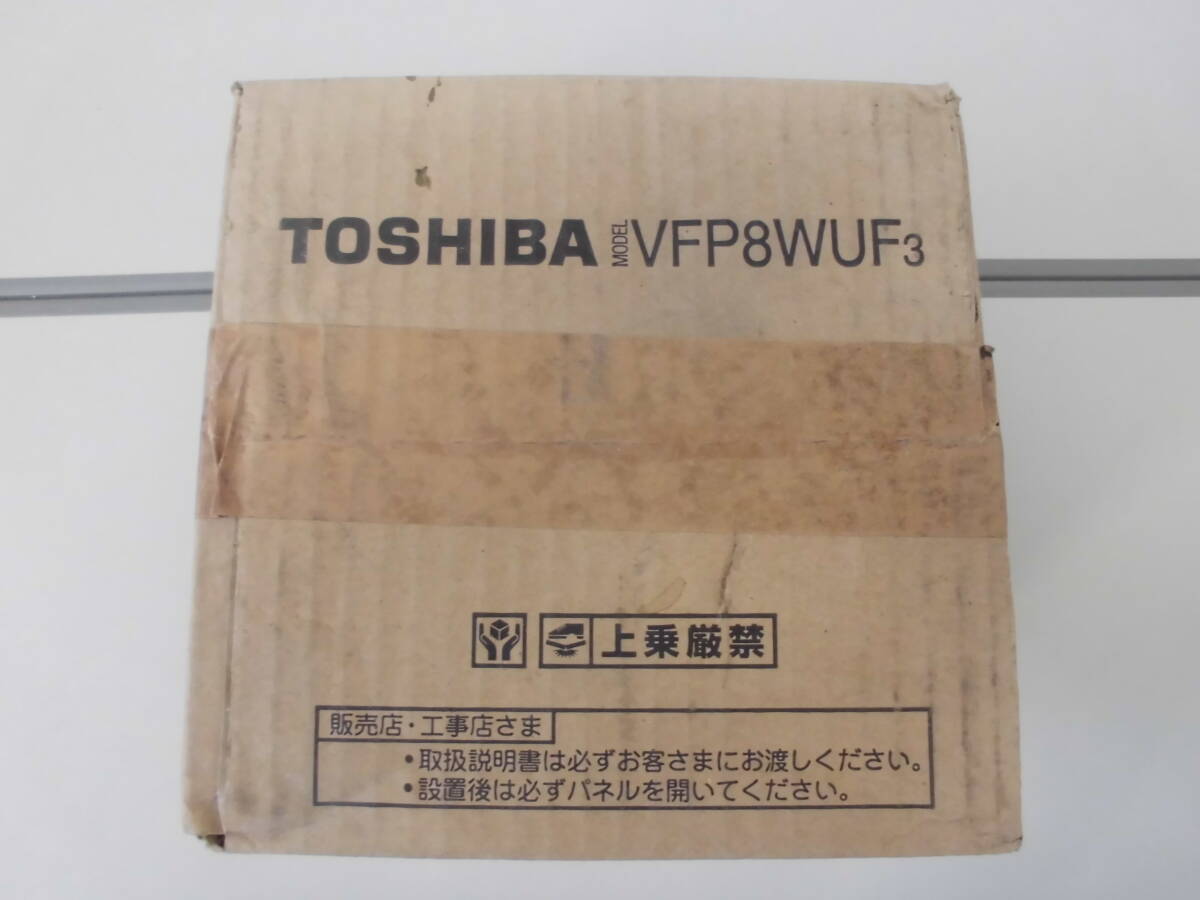 TOSHIBA MODEL VFP8WUF3
上乗厳禁
販売店・工事店さま
・取扱説明書は必ずお客さまにお渡しください。
・設置後は必ずパネルを開いてください。